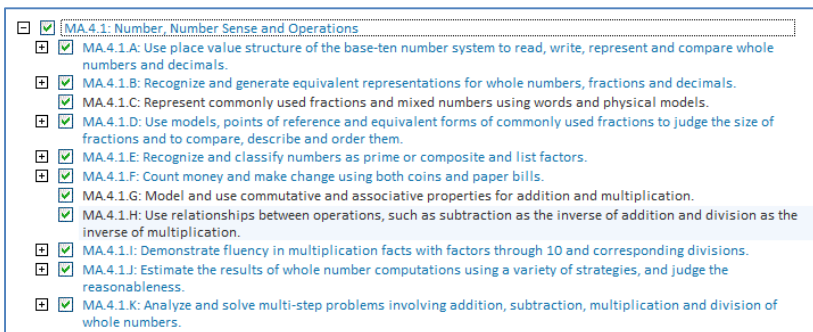 MA.4.1: Number, Number Sense and Operations
MA.4.1.A: Use place value structure of the base-ten number system to read, write, represent and compare whole
numbers and decimals.
MA.4.1.B: Recognize and generate equivalent representations for whole numbers, fractions and decimals.
MA.4.1.C: Represent commonly used fractions and mixed numbers using words and physical models.
MA.4.1.D: Use models, points of reference and equivalent forms of commonly used fractions to judge the size of
fractions and to compare, describe and order them.
MA.4.1.E: Recognize and classify numbers as prime or composite and list factors.
MA.4.1.F: Count money and make change using both coins and paper bills.
MA.4.1.G: Model and use commutative and associative properties for addition and multiplication.
MA.4.1.H: Use relationships between operations, such as subtraction as the inverse of addition and division as the
inverse of multiplication.
MA.4.1.I: Demonstrate fluency in multiplication facts with factors through 10 and corresponding divisions.
MA.4.1.J: Estimate the results of whole number computations using a variety of strategies, and judge the
reasonableness.
MA.4.1.K: Analyze and solve multi-step problems involving addition, subtraction, multiplication and division of
whole numbers.